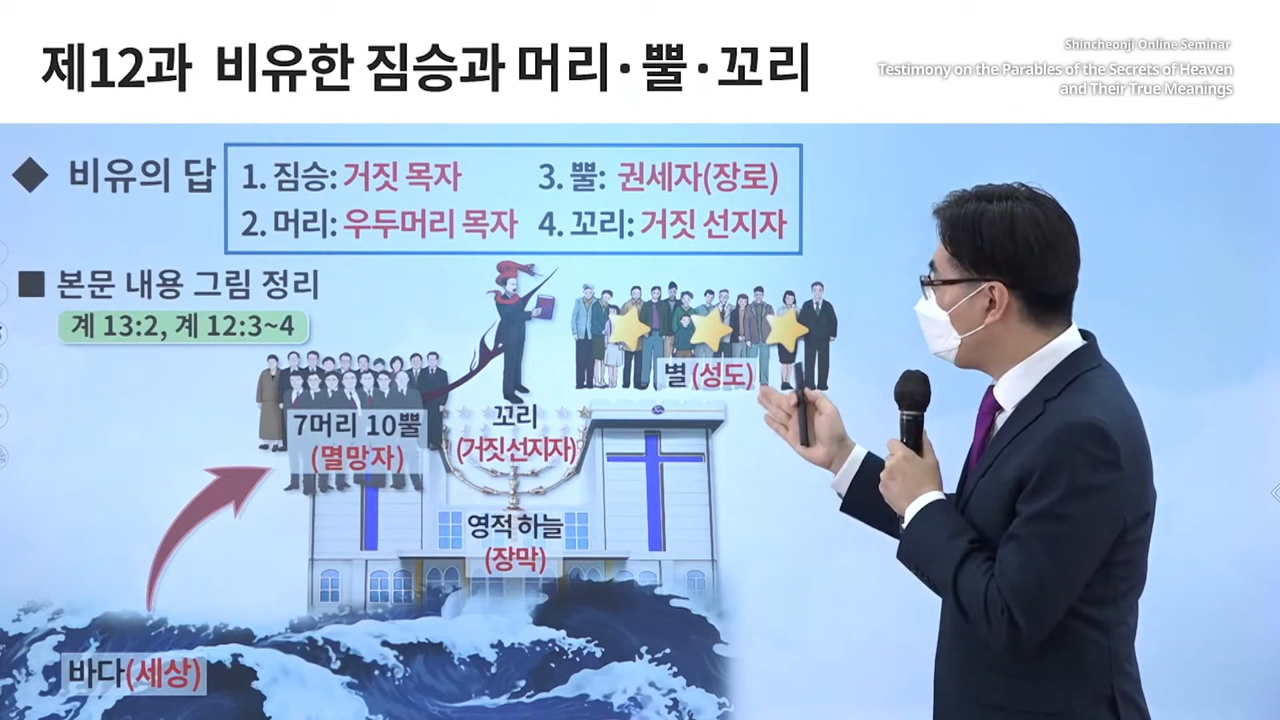 제12과 비유한 짐승과 머리·뿔·꼬리
Shincheonji Online Seminar
Testimony on the Parables of the Secrets of Heaven
and Their True Meanings
◆ 비유의 답
1. 짐승: 거짓 목자
3. 뿔: 권세자(장로)
2. 머리: 우두머리 목자
4. 꼬리: 거짓 선지자
■ 본문 내용 그림 정리
계 13:2, 계 12:3~4
별 (성도)
7머리 10뿔
(멸망자)
꼬리
(거짓선지자)
영적 하늘
(장막)
바다(세상)